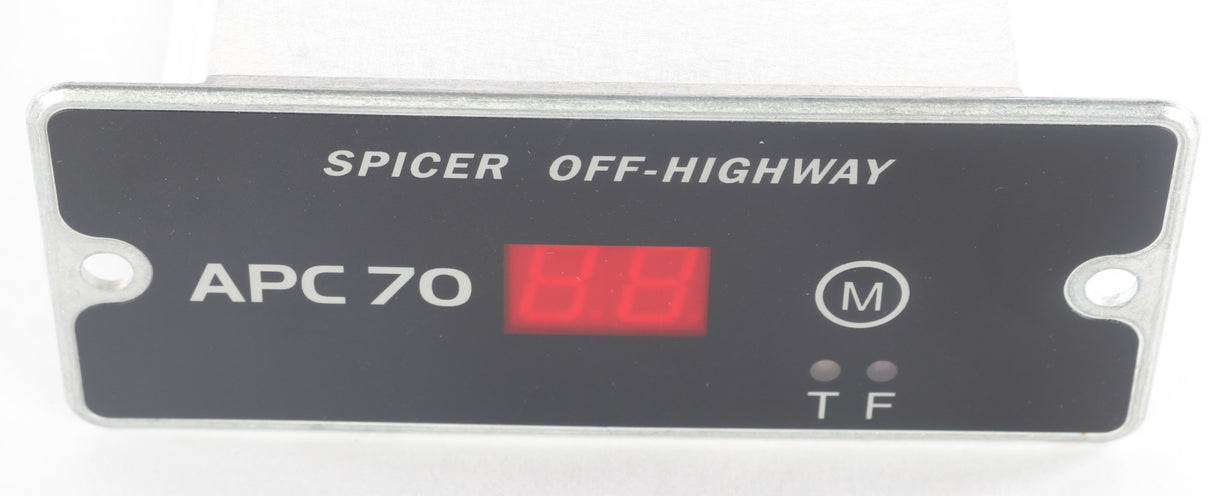 SPICER OFF-HIGHWAY
APC 70
M
T F